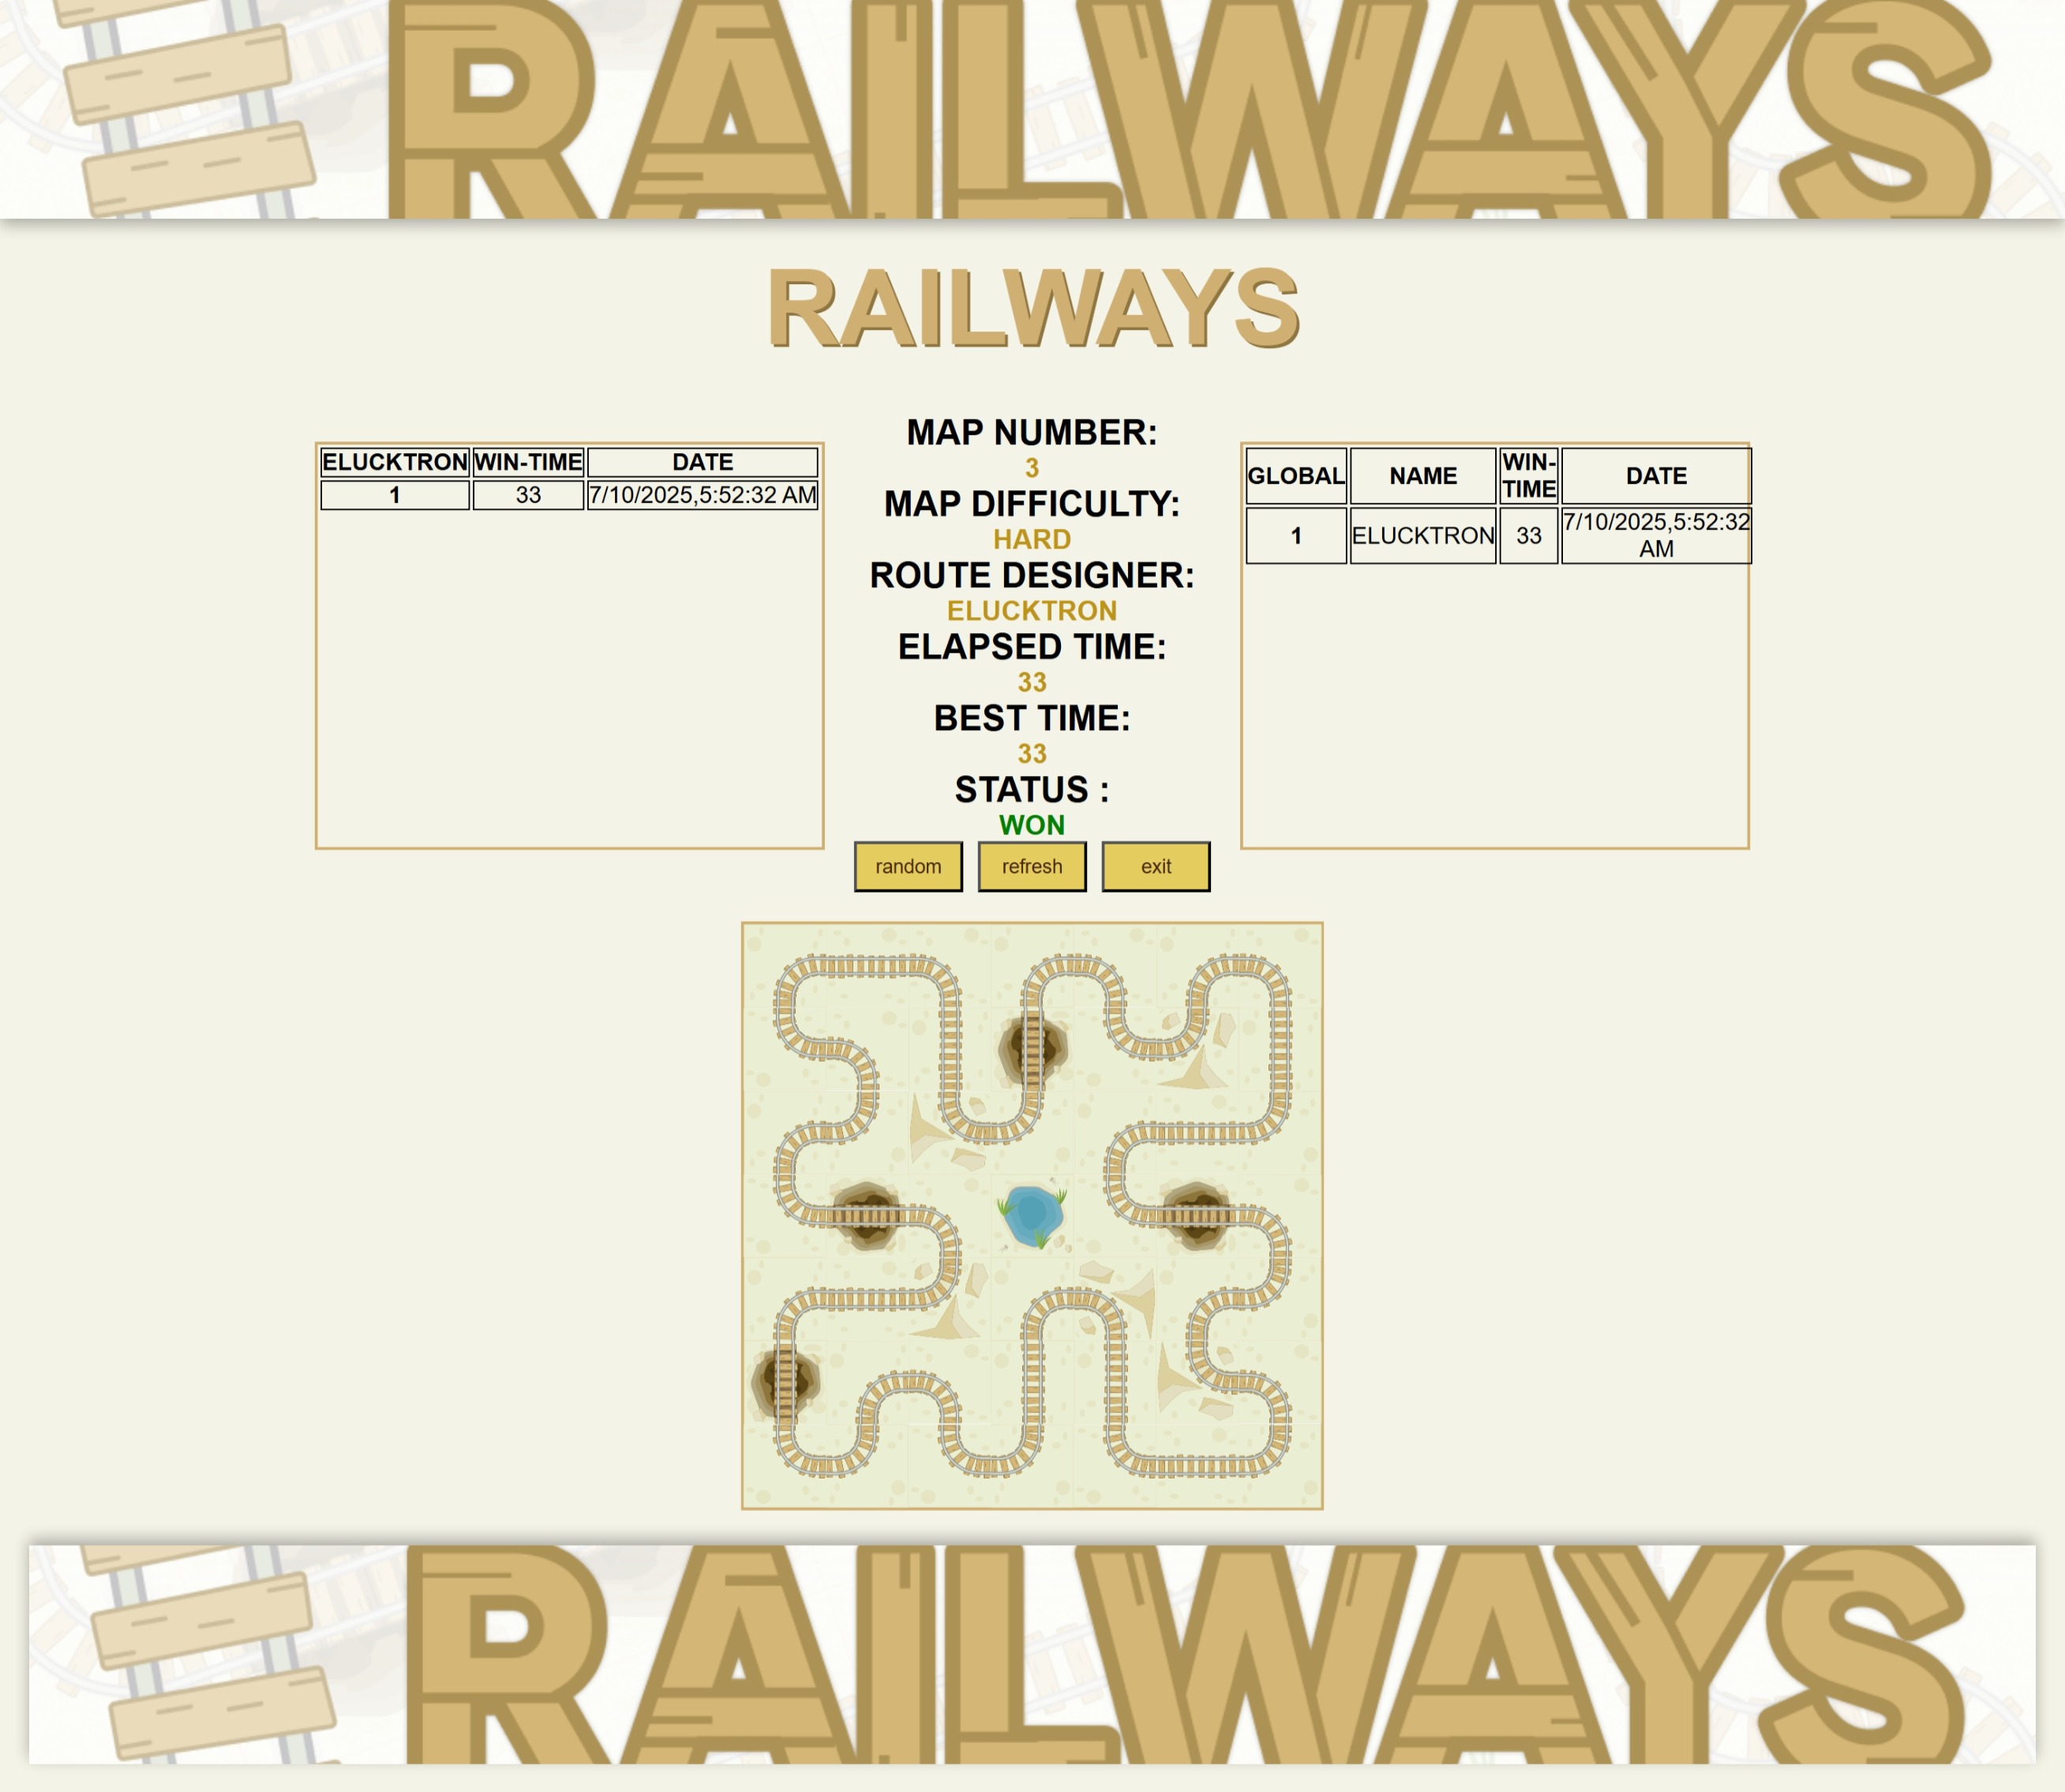 RAILWAYS
RAILWAYS
ELUCKTRON WIN-TIME DATE
1 33 7/10/2025,5:52:32 AM
MAP NUMBER:
3
MAP DIFFICULTY:
HARD
ROUTE DESIGNER:
ELUCKTRON
ELAPSED TIME:
33
BEST TIME:
33
STATUS :
WON
random refresh exit
GLOBAL NAME WIN-
TIME DATE
1 ELUCKTRON 33 7/10/2025,5:52:32
AM
RAILWAYS